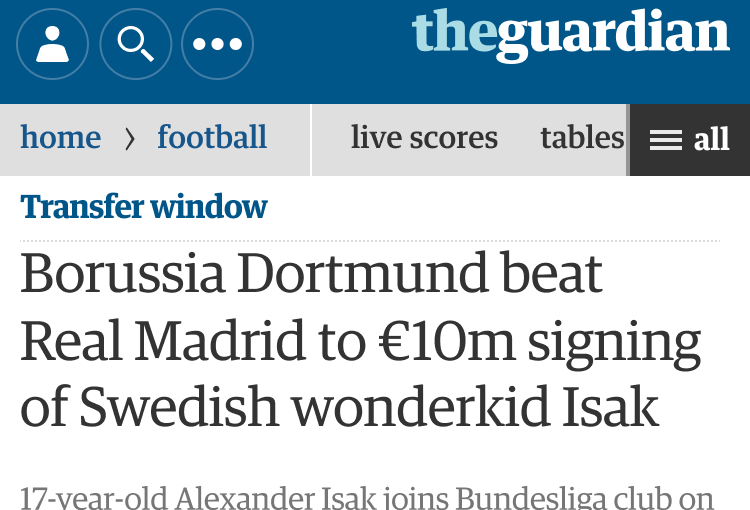 theguardian
home › football live scores tables all
Transfer window
Borussia Dortmund beat
Real Madrid to €10m signing
of Swedish wonderkid Isak
17-year-old Alexander Isak joins Bundesliga club on